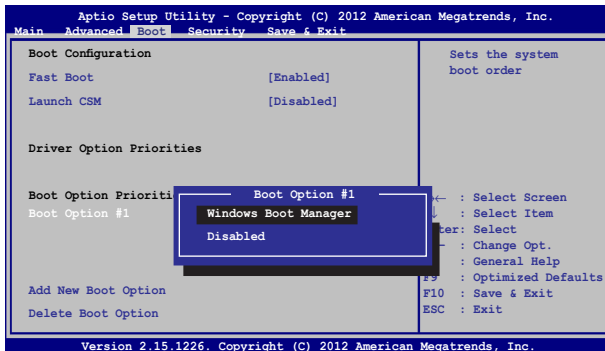 Aptio Setup Utility - Copyright (C) 2012 American Megatrends, Inc.
Main Advanced Boot Security Save & Exit
Boot Configuration
Fast Boot [Enabled]
Launch CSM [Disabled]
Driver Option Priorities
Boot Option Prioriti
Boot Option #1
Add New Boot Option
Delete Boot Option
Boot Option #1
Windows Boot Manager
Disabled
Sets the system
boot order
← : Select Screen
↓ : Select Item
ter: Select
— : Change Opt.
: General Help
F9 : Optimized Defaults
F10 : Save & Exit
ESC : Exit
Version 2.15.1226. Copyright (C) 2012 American Megatrends, Inc.